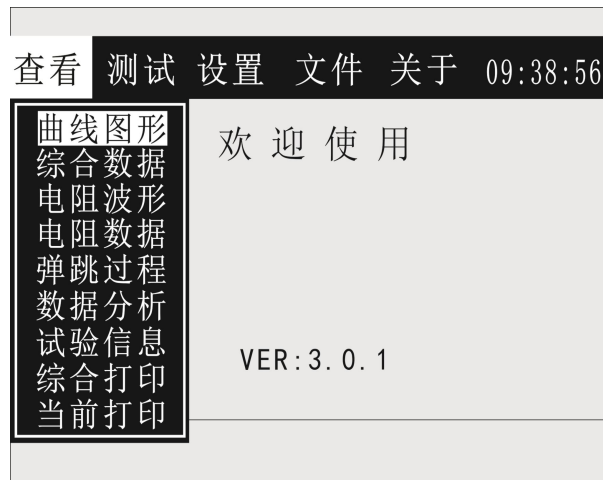 查看 测试 设置 文件 关于 09:38:56
曲线图形
综合数据
电阻波形
电阻数据
弹跳过程
数据分析
试验信息
综合打印
当前打印
欢迎使用
VER:3.0.1